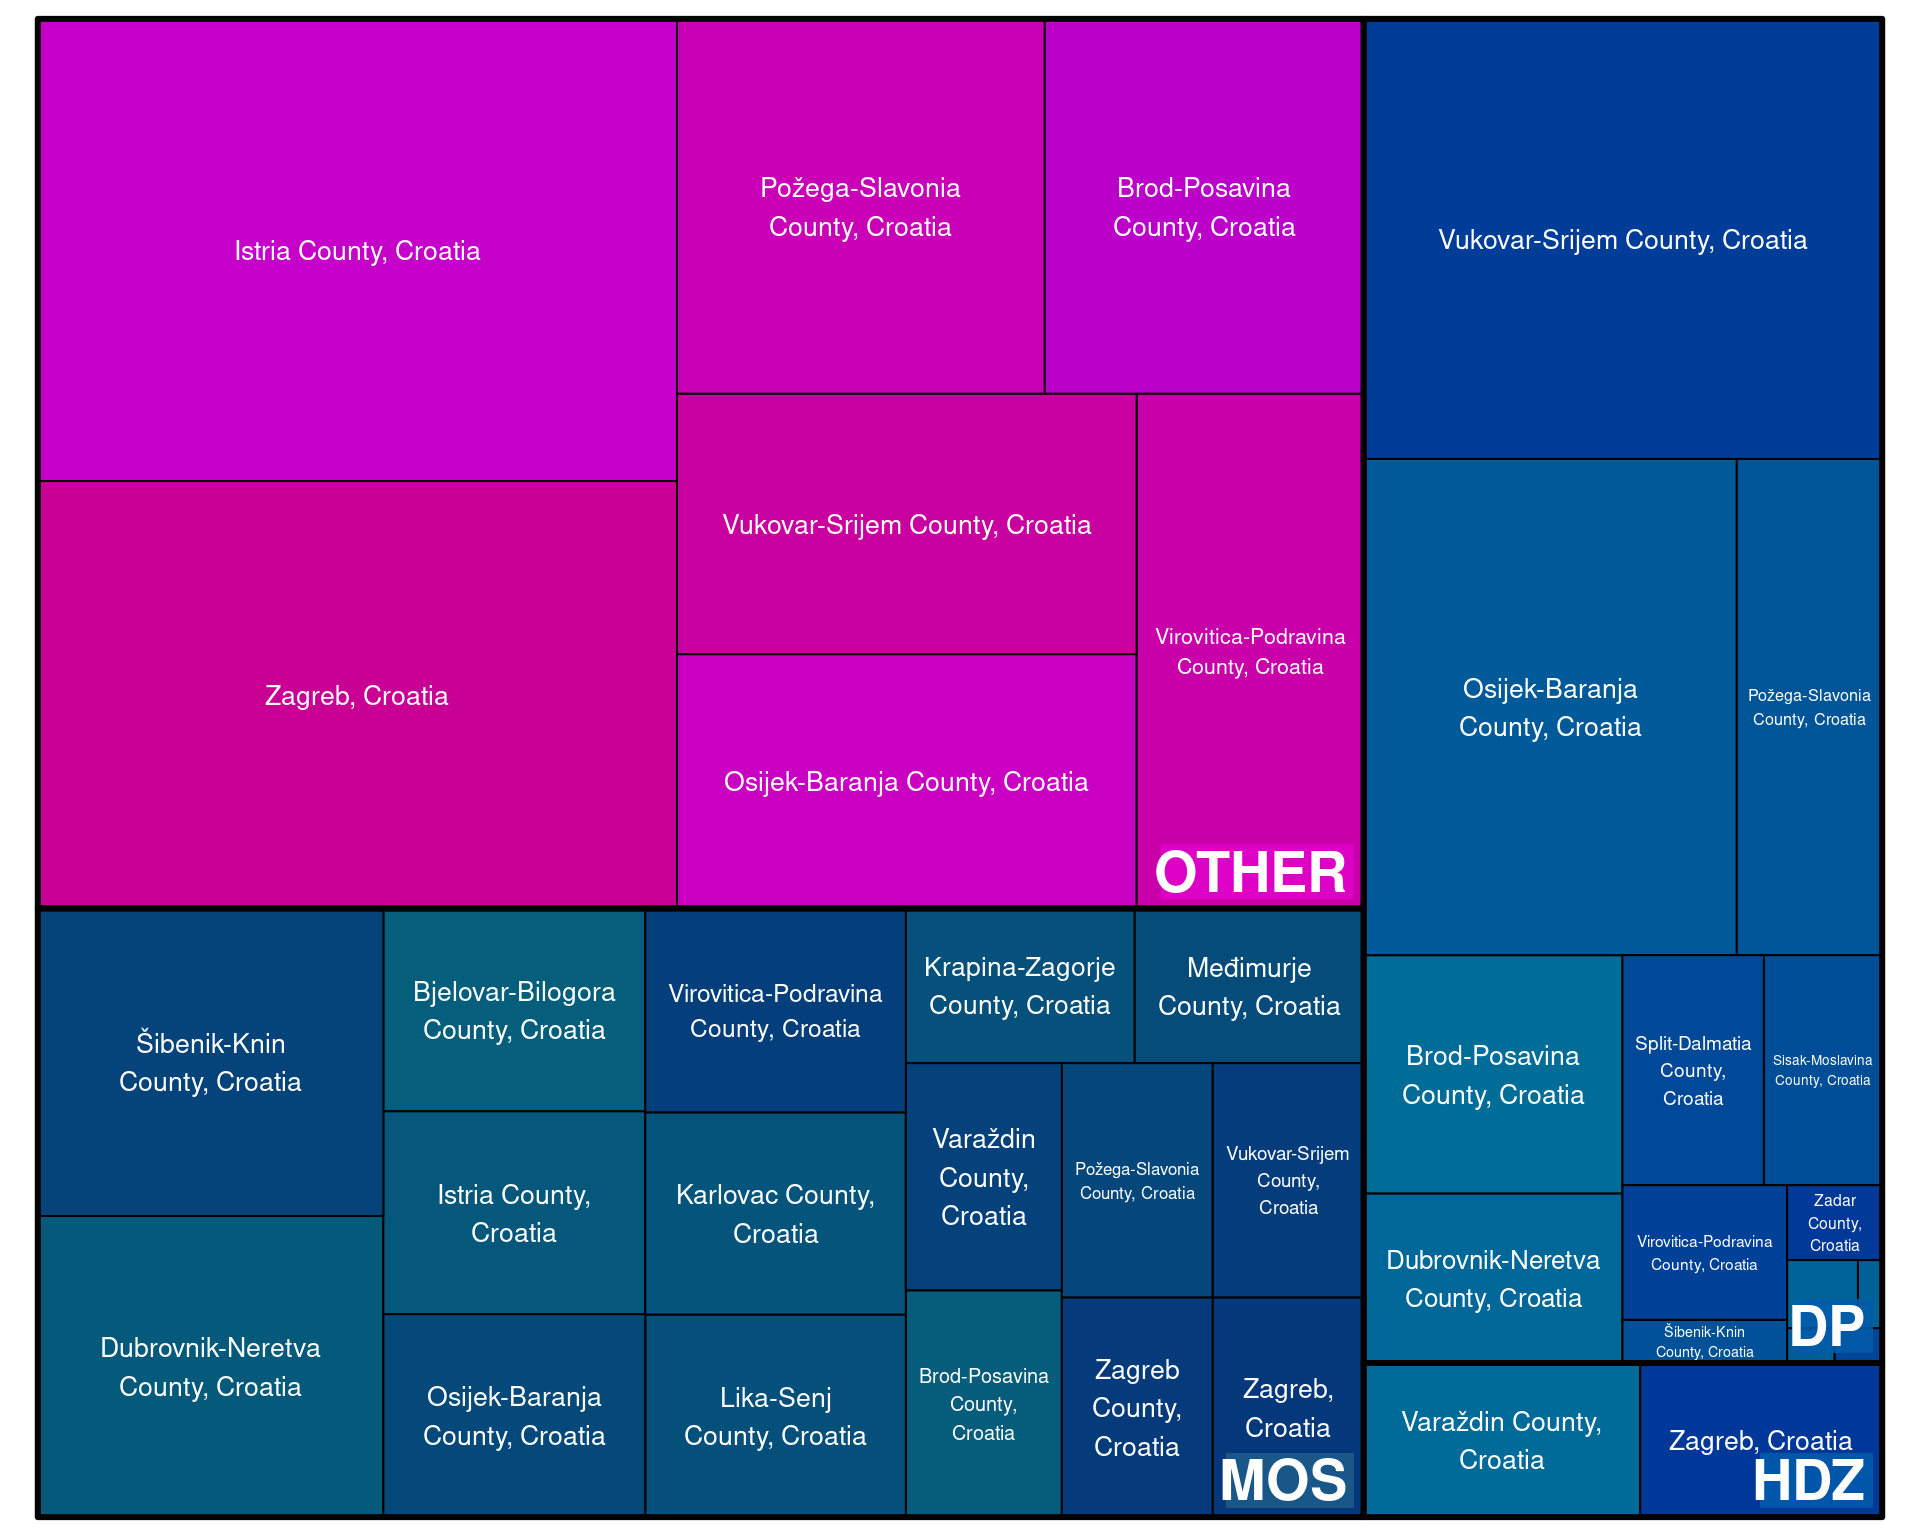 Istria County, Croatia
Zagreb, Croatia
Požega-Slavonia
County, Croatia
Brod-Posavina
County, Croatia
Vukovar-Srijem County, Croatia
Osijek-Baranja County, Croatia
Virovitica-Podravina
County, Croatia
OTHER
Vukovar-Srijem County, Croatia
Osijek-Baranja
County, Croatia
Požega-Slavonia
County, Croatia
Brod-Posavina
County, Croatia
Dubrovnik-Neretva
County, Croatia
Split-Dalmatia
County,
Croatia
Sisak-Moslavina
County, Croatia
Virovitica-Podravina
County, Croatia
Zadar
County,
Croatia
Šibenik-Knin
County, Croatia
DP
Šibenik-Knin
County, Croatia
Dubrovnik-Neretva
County, Croatia
Bjelovar-Bilogora
County, Croatia
Istria County,
Croatia
Osijek-Baranja
County, Croatia
Virovitica-Podravina
County, Croatia
Karlovac County,
Croatia
Lika-Senj
County, Croatia
Krapina-Zagorje
County, Croatia
Međimurje
County, Croatia
Varaždin
County,
Croatia
Požega-Slavonia
County, Croatia
Vukovar-Srijem
County,
Croatia
Brod-Posavina
County,
Croatia
Zagreb
County,
Croatia
Zagreb,
Croatia
MOS
Varaždin County,
Croatia
Zagreb, Croatia
HDZ